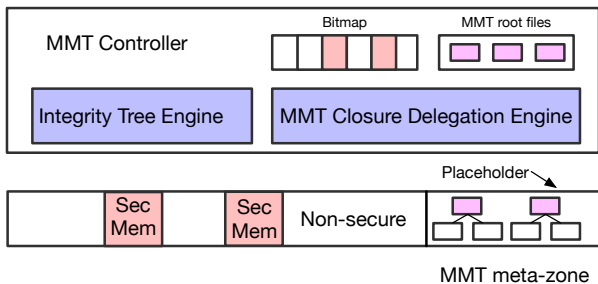 MMT Controller
Bitmap
MMT root files
Integrity Tree Engine
MMT Closure Delegation Engine
Placeholder
Sec
Mem
Sec
Mem
Non-secure
MMT meta-zone